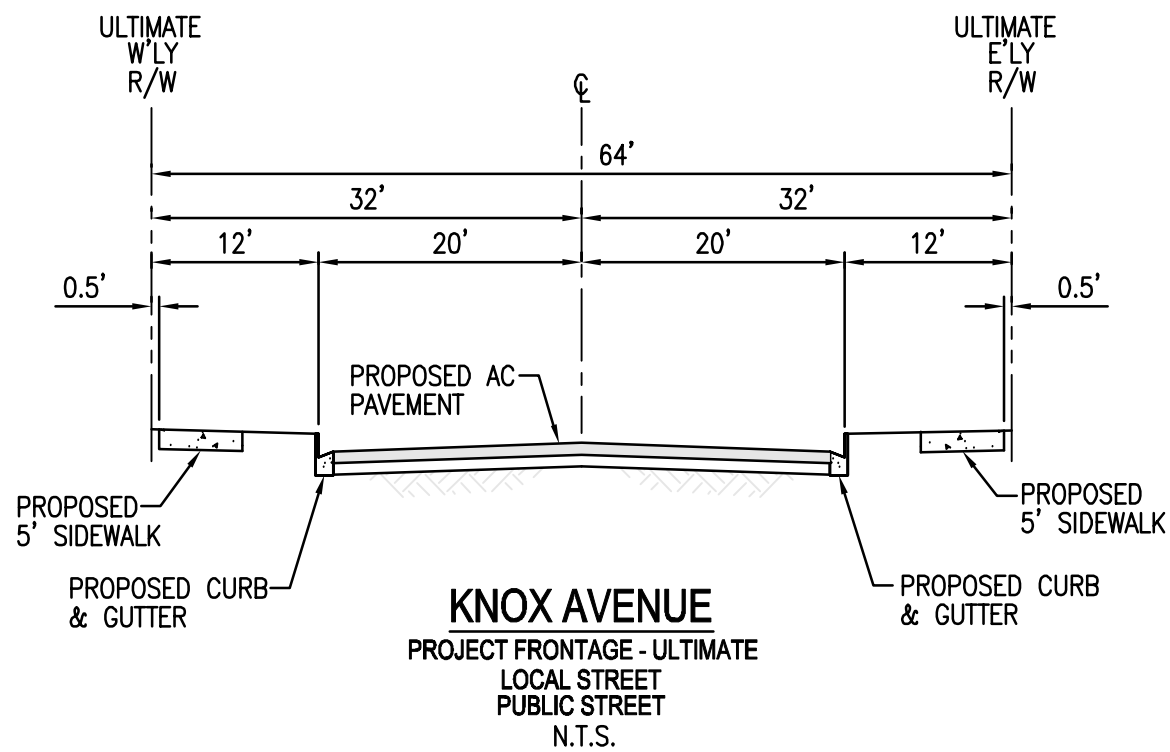 ULTIMATE
W'LY
R/W
ULTIMATE
E'LY
R/W
℄
64'
32'
32'
12'
20'
20'
12'
0.5'
0.5'
PROPOSED AC
PAVEMENT
PROPOSED
5' SIDEWALK
PROPOSED
5' SIDEWALK
PROPOSED CURB
& GUTTER
PROPOSED CURB
& GUTTER
KNOX AVENUE
PROJECT FRONTAGE - ULTIMATE
LOCAL STREET
PUBLIC STREET
N.T.S.